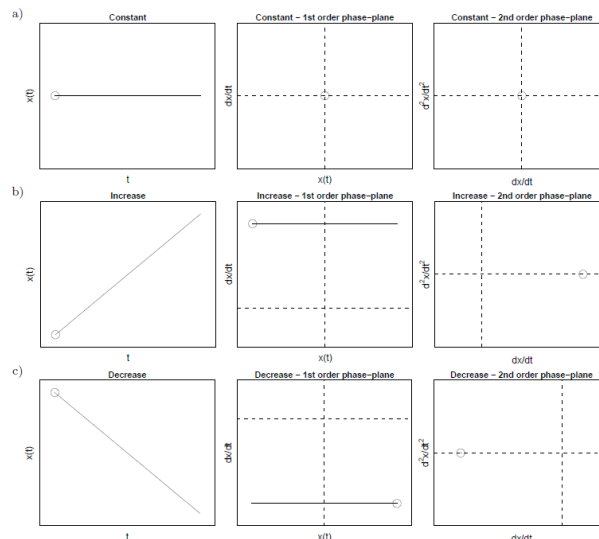 a)
Constant
Constant − 1st order phase−plane
Constant − 2nd order phase−plane
x(t)
dx/dt
d²x/dt²
t
x(t)
dx/dt
b)
Increase
Increase − 1st order phase−plane
Increase − 2nd order phase−plane
x(t)
dx/dt
d²x/dt²
t
x(t)
dx/dt
c)
Decrease
Decrease − 1st order phase−plane
Decrease − 2nd order phase−plane
x(t)
dx/dt
d²x/dt²
t
x(t)
dx/dt